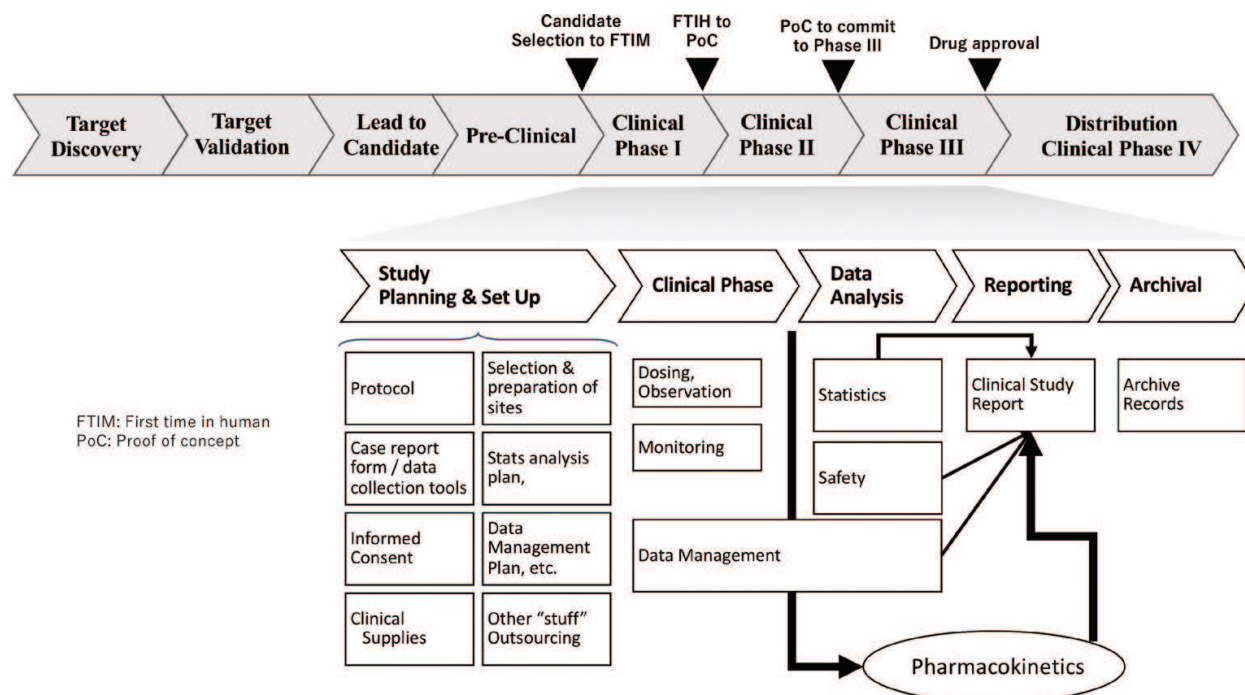 Candidate
Selection to FTIM
FTIH to
PoC
PoC to commit
to Phase III
Drug approval
Target
Discovery
Target
Validation
Lead to
Candidate
Pre-Clinical
Clinical
Phase I
Clinical
Phase II
Clinical
Phase III
Distribution
Clinical Phase IV
Study
Planning & Set Up
Clinical Phase
Data
Analysis
Reporting
Archival
Protocol
Selection &
preparation of
sites
Case report
form / data
collection tools
Stats analysis
plan,
Informed
Consent
Data
Management
Plan, etc.
Clinical
Supplies
Other “stuff”
Outsourcing
Dosing,
Observation
Monitoring
Data Management
Statistics
Safety
Clinical Study
Report
Archive
Records
Pharmacokinetics
FTIM: First time in human
PoC: Proof of concept